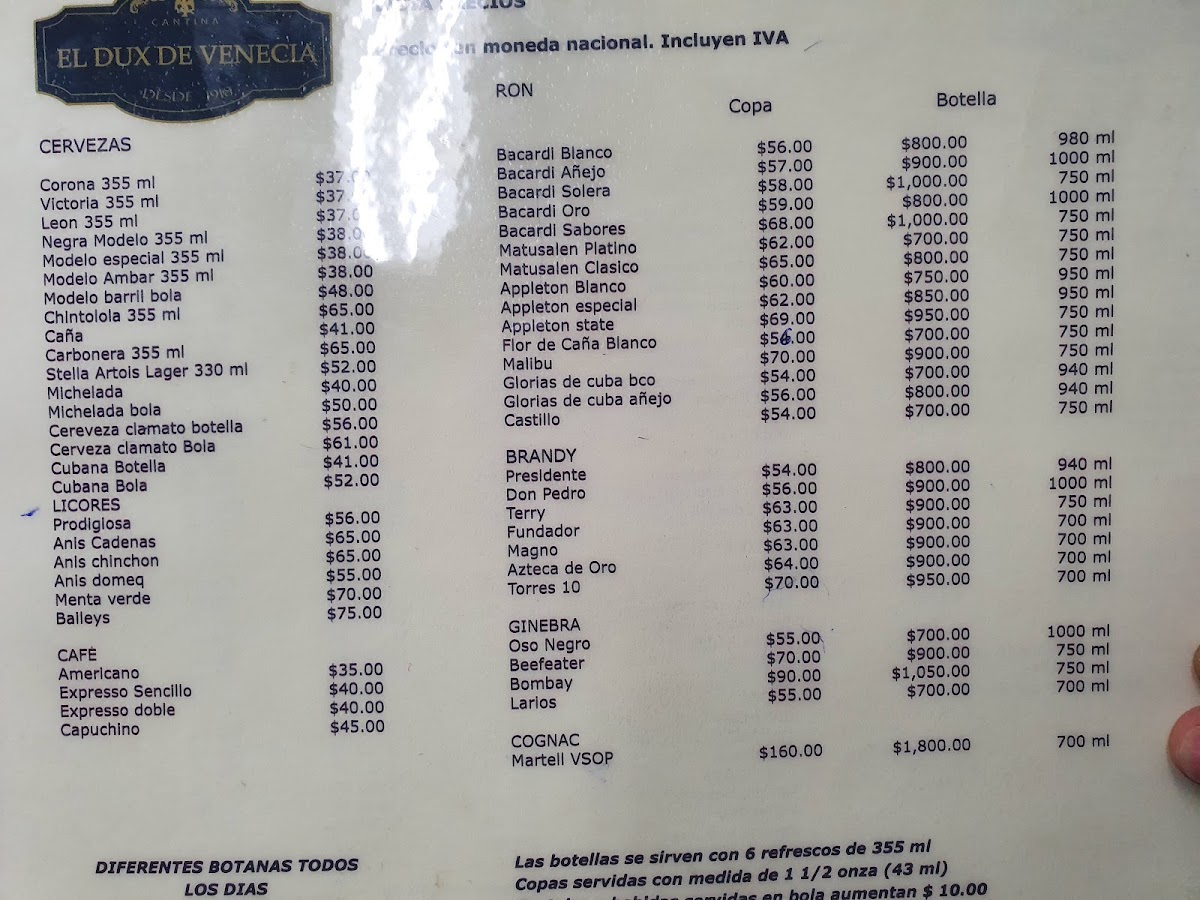 CANTINA
EL DUX DE VENECIA
DESDE 1918
PRECIOS
en moneda nacional. Incluyen IVA
CERVEZAS
Corona 355 ml $37.00
Victoria 355 ml $37.
Leon 355 ml $37.0
Negra Modelo 355 ml $38.0
Modelo especial 355 ml $38.00
Modelo Ambar 355 ml $38.00
Modelo barril bola $48.00
Chintolola 355 ml $65.00
Caña $41.00
Carbonera 355 ml $65.00
Stella Artois Lager 330 ml $52.00
Michelada $40.00
Michelada bola $50.00
Cereveza clamato botella $56.00
Cerveza clamato Bola $61.00
Cubana Botella $41.00
Cubana Bola $52.00
LICORES
Prodigiosa $56.00
Anis Cadenas $65.00
Anis chinchon $65.00
Anis domeq $55.00
Menta verde $70.00
Baileys $75.00
CAFÈ
Americano $35.00
Expresso Sencillo $40.00
Expresso doble $40.00
Capuchino $45.00
DIFERENTES BOTANAS TODOS
LOS DIAS
RON Copa Botella
Bacardi Blanco $56.00 $800.00 980 ml
Bacardi Añejo $57.00 $900.00 1000 ml
Bacardi Solera $58.00 $1,000.00 750 ml
Bacardi Oro $59.00 $800.00 1000 ml
Bacardi Sabores $68.00 $1,000.00 750 ml
Matusalen Platino $62.00 $700.00 750 ml
Matusalen Clasico $65.00 $800.00 750 ml
Appleton Blanco $60.00 $750.00 950 ml
Appleton especial $62.00 $850.00 950 ml
Appleton state $69.00 $950.00 750 ml
Flor de Caña Blanco $56.00 $700.00 750 ml
Malibu $70.00 $900.00 750 ml
Glorias de cuba bco $54.00 $700.00 940 ml
Glorias de cuba añejo $56.00 $800.00 940 ml
Castillo $54.00 $700.00 750 ml
BRANDY
Presidente $54.00 $800.00 940 ml
Don Pedro $56.00 $900.00 1000 ml
Terry $63.00 $900.00 750 ml
Fundador $63.00 $900.00 700 ml
Magno $63.00 $900.00 700 ml
Azteca de Oro $64.00 $900.00 700 ml
Torres 10 $70.00 $950.00 700 ml
GINEBRA
Oso Negro $55.00 $700.00 1000 ml
Beefeater $70.00 $900.00 750 ml
Bombay $90.00 $1,050.00 750 ml
Larios $55.00 $700.00 700 ml
COGNAC
Martell VSOP $160.00 $1,800.00 700 ml
Las botellas se sirven con 6 refrescos de 355 ml
Copas servidas con medida de 1 1/2 onza (43 ml)
bebidas servidas en bola aumentan $ 10.00